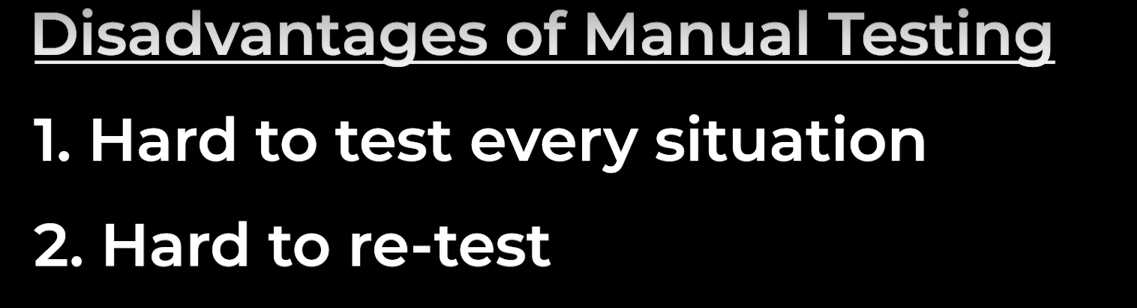 Disadvantages of Manual Testing
1. Hard to test every situation
2. Hard to re-test